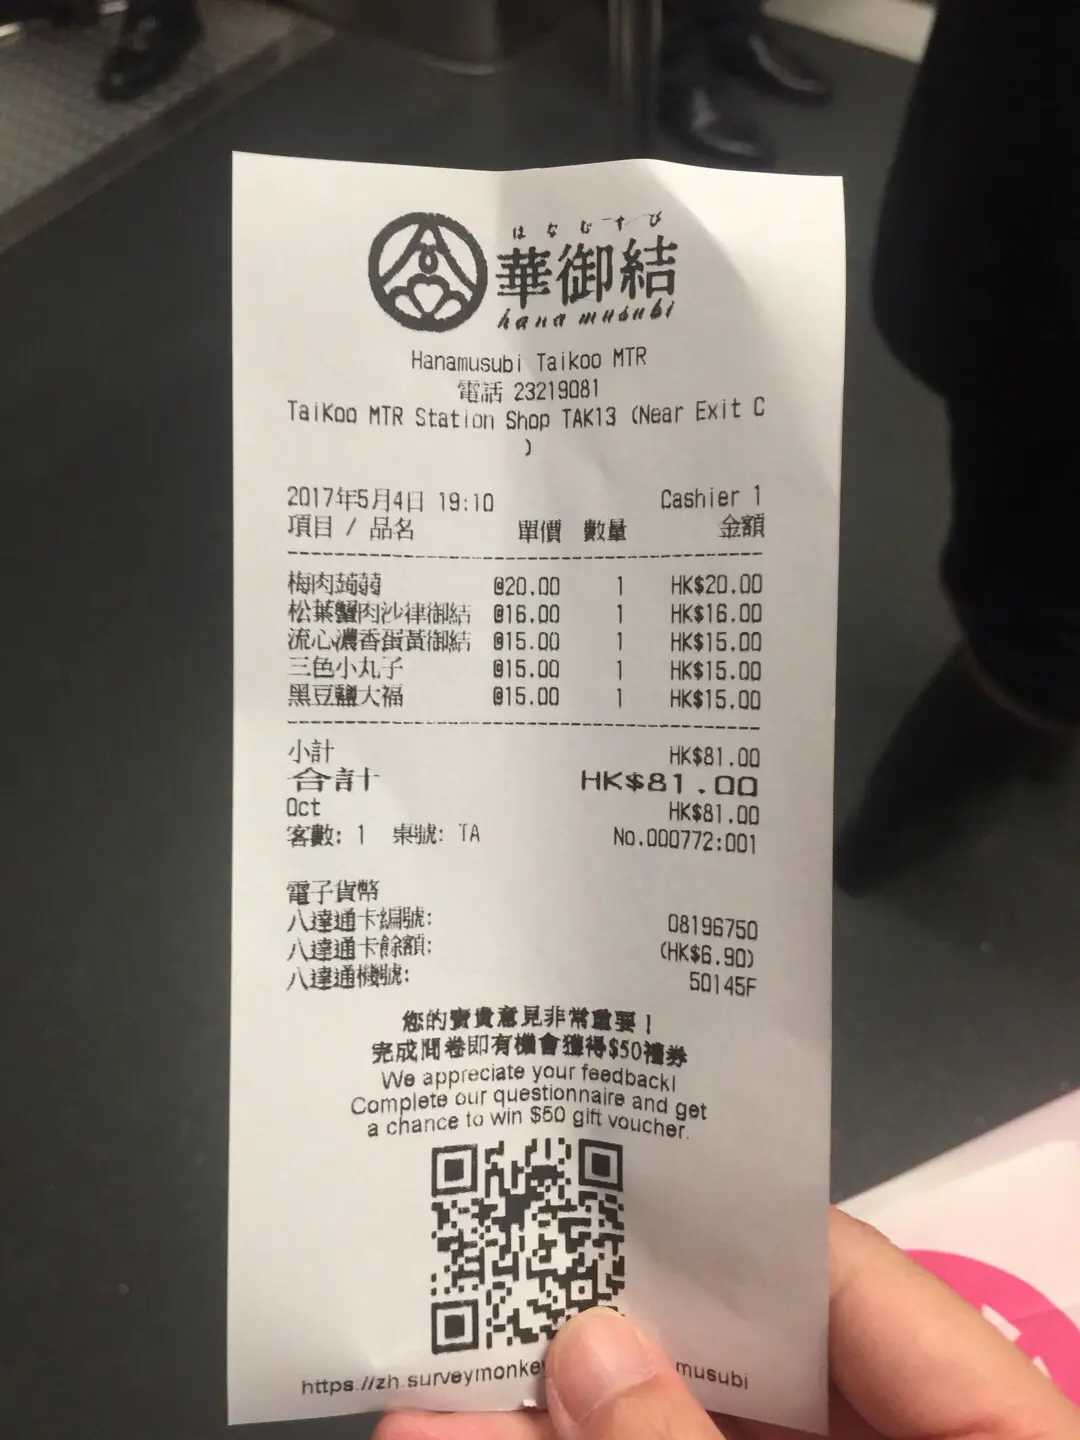 はなむすび
華御結
hana musubi
Hanamusubi Taikoo MTR
電話 23219081
TaiKoo MTR Station Shop TAK13 (Near Exit C
)
2017年5月4日 19:10 Cashier 1
項目 / 品名 單價 數量 金額
梅肉蒟蒻 @20.00 1 HK$20.00
松葉蟹肉沙律御結 @16.00 1 HK$16.00
流心濃香蛋黃御結 @15.00 1 HK$15.00
三色小丸子 @15.00 1 HK$15.00
黑豆鹽大福 @15.00 1 HK$15.00
小計 HK$81.00
合計 HK$81.00
Oct HK$81.00
客數: 1 桌號: TA No.000772:001
電子貨幣
八達通卡編號: 08196750
八達通卡餘額: (HK$6.90)
八達通機號: 50145F
您的寶貴意見非常重要！
完成問卷即有機會獲得$50禮券
We appreciate your feedback!
Complete our questionnaire and get
a chance to win $50 gift voucher.
https://zh.surveymonke musubi